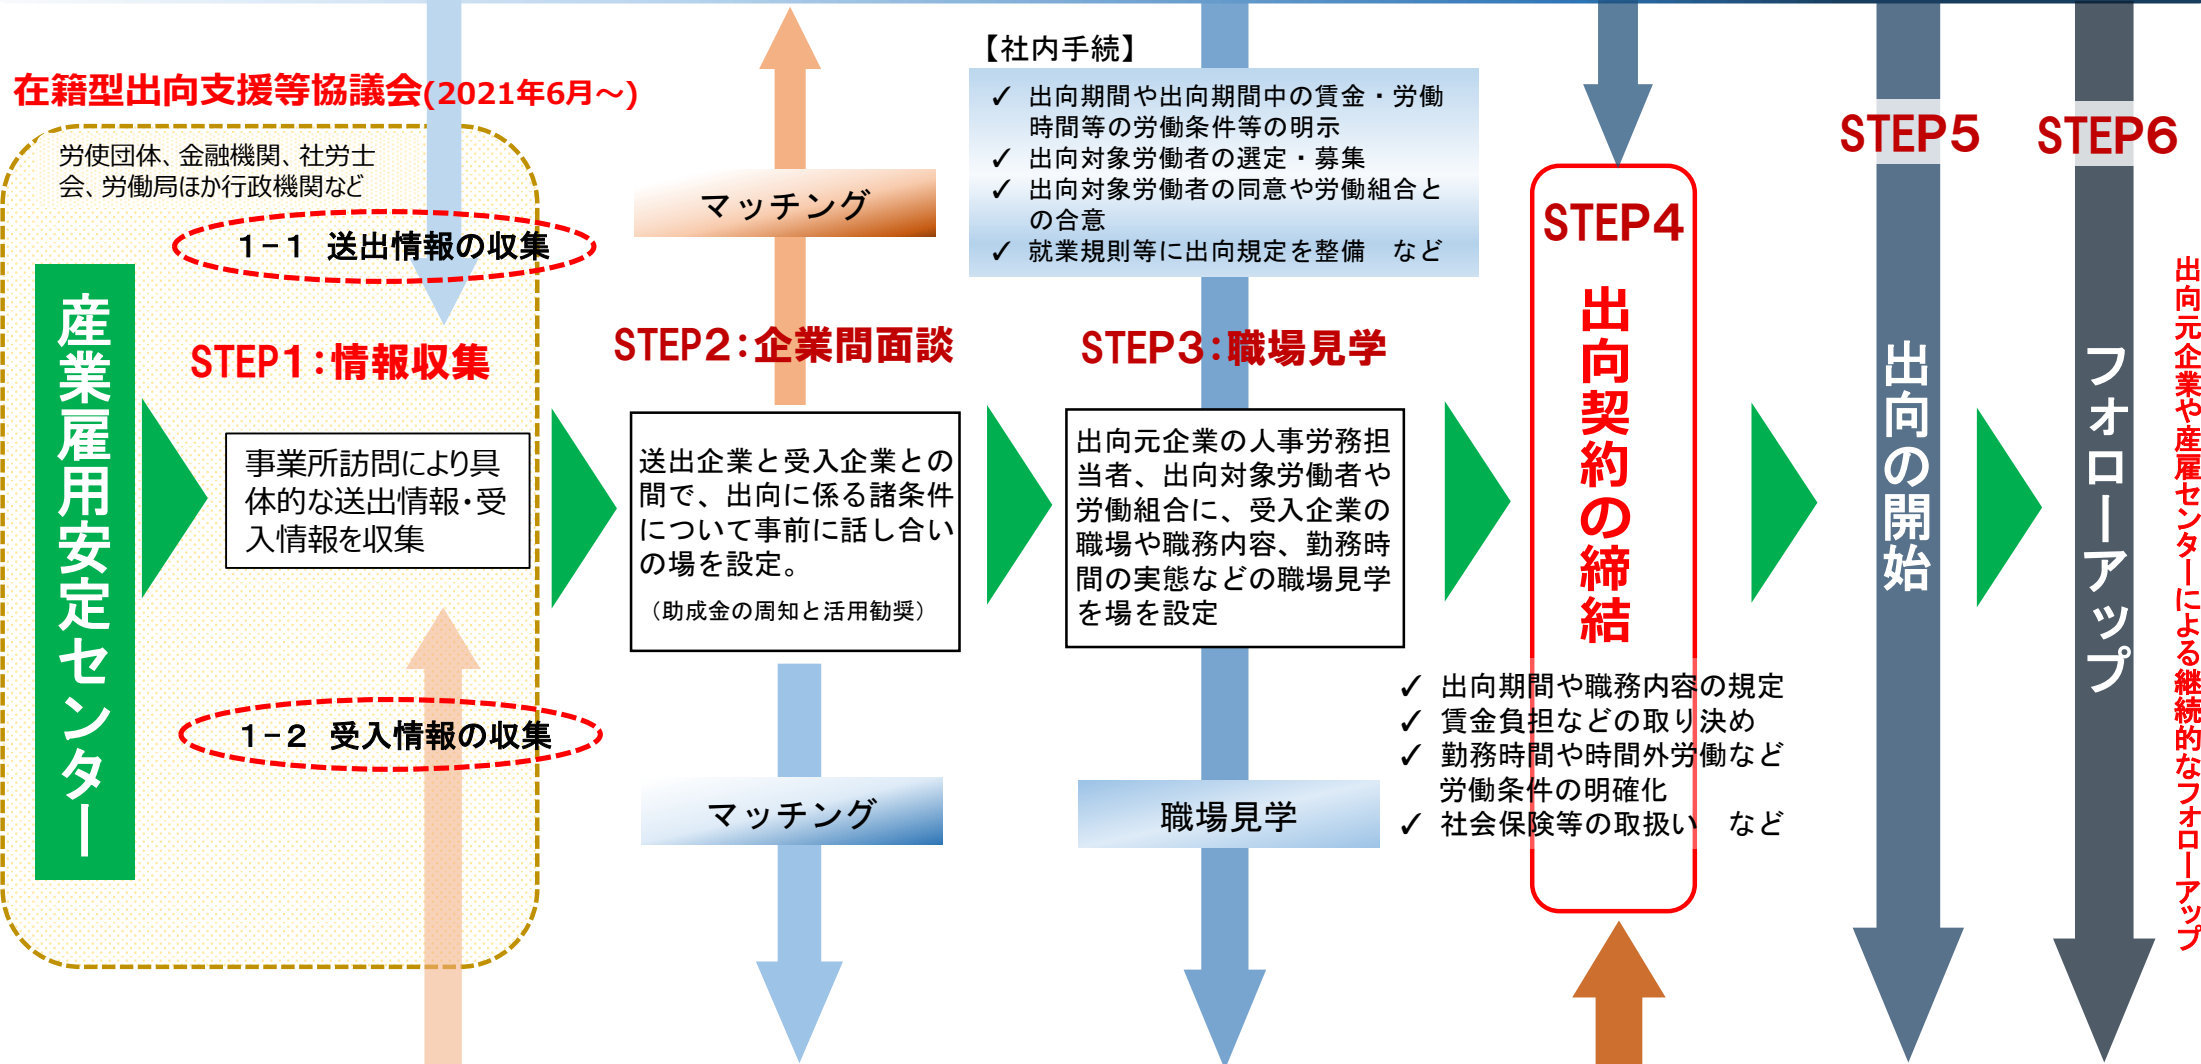 在籍型出向支援等協議会(2021年6月～)
労使団体、金融機関、社労士
会、労働局ほか行政機関など
1-1 送出情報の収集
産業雇用安定センター
STEP1:情報収集
事業所訪問により具
体的な送出情報・受
入情報を収集
1-2 受入情報の収集
マッチング
STEP2:企業間面談
送出企業と受入企業との
間で、出向に係る諸条件
について事前に話し合い
の場を設定。
（助成金の周知と活用勧奨）
マッチング
【社内手続】
✓ 出向期間や出向期間中の賃金・労働
時間等の労働条件等の明示
✓ 出向対象労働者の選定・募集
✓ 出向対象労働者の同意や労働組合と
の合意
✓ 就業規則等に出向規定を整備　など
STEP3:職場見学
出向元企業の人事労務担
当者、出向対象労働者や
労働組合に、受入企業の
職場や職務内容、勤務時
間の実態などの職場見学
を場を設定
職場見学
STEP4
出向契約の締結
✓ 出向期間や職務内容の規定
✓ 賃金負担などの取り決め
✓ 勤務時間や時間外労働など
労働条件の明確化
✓ 社会保険等の取扱い　など
STEP5
出向の開始
STEP6
フォローアップ
出向元企業や産雇センターによる継続的なフォローアップ